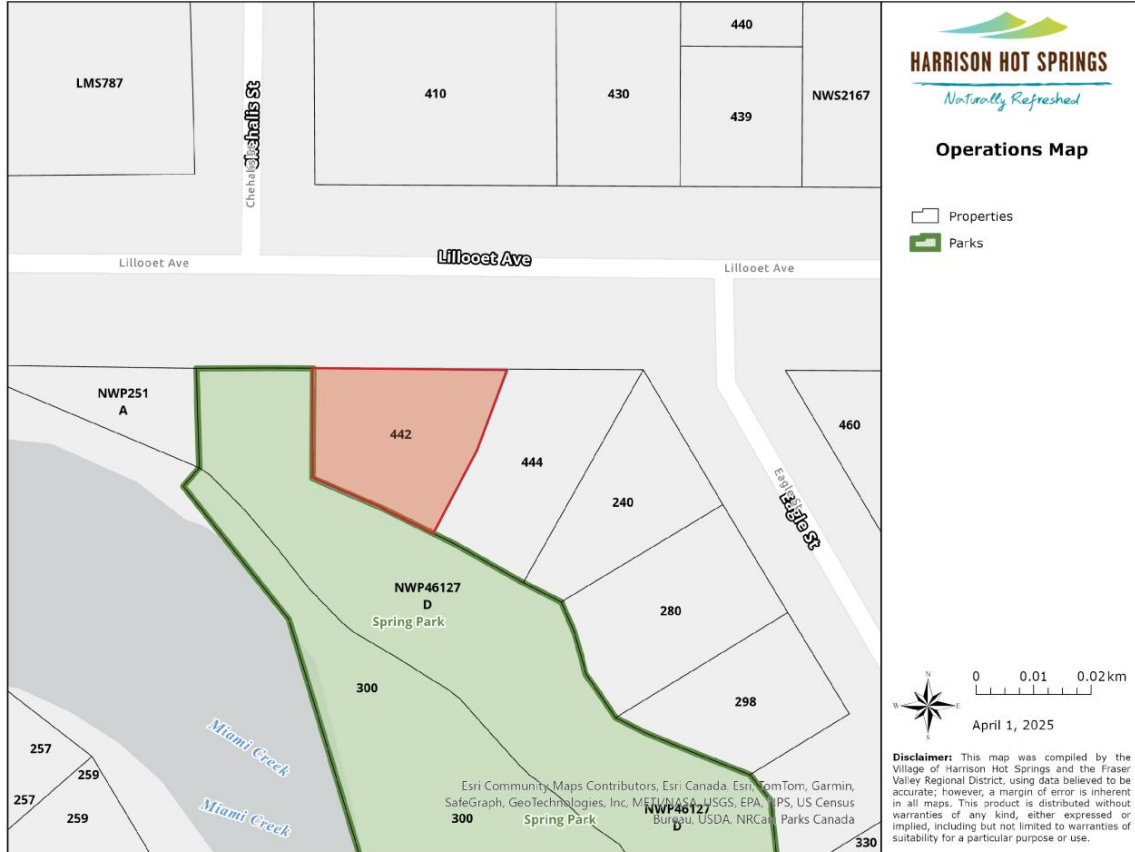 440
LMS787
410
430
439
NWS2167
Chehalis St
Chehalis St
Lillooet Ave
Lillooet Ave
Lillooet Ave
NWP251
A
442
444
240
460
Eagle St
Eagle St
NWP46127
D
Spring Park
280
300
298
Miami Creek
257
259
257
259
Miami Creek
300
Spring Park
NWP46127
D
330
Esri Community Maps Contributors, Esri Canada, Esri, TomTom, Garmin,
SafeGraph, GeoTechnologies, Inc, METI/NASA, USGS, EPA, NPS, US Census
Bureau, USDA, NRCan, Parks Canada
HARRISON HOT SPRINGS
Naturally Refreshed
Operations Map
Properties
Parks
N
W E
S
0 0.01 0.02 km
April 1, 2025
Disclaimer: This map was compiled by the
Village of Harrison Hot Springs and the Fraser
Valley Regional District, using data believed to be
accurate; however, a margin of error is inherent
in all maps. This product is distributed without
warranties of any kind, either expressed or
implied, including but not limited to warranties of
suitability for a particular purpose or use.